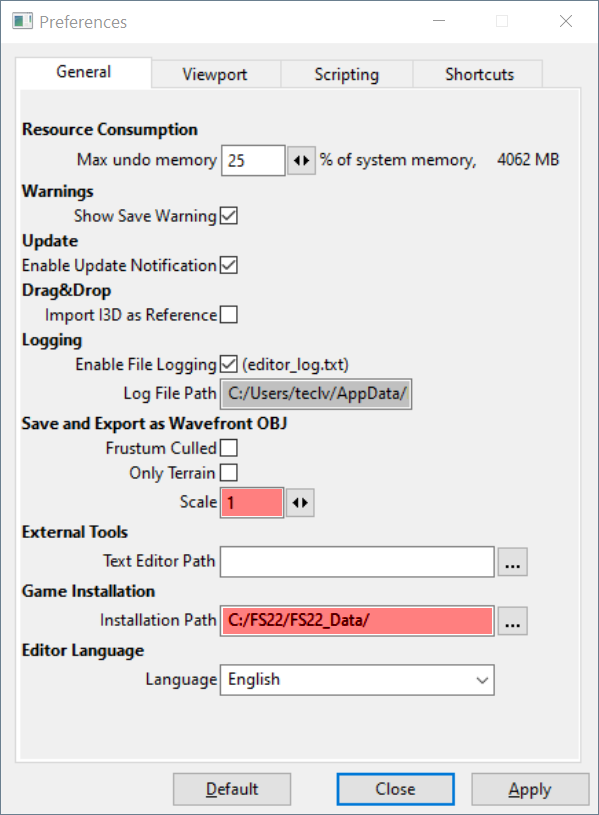 Preferences
General Viewport Scripting Shortcuts
Resource Consumption
Max undo memory 25 % of system memory, 4062 MB
Warnings
Show Save Warning
Update
Enable Update Notification
Drag&Drop
Import I3D as Reference
Logging
Enable File Logging (editor_log.txt)
Log File Path C:/Users/teclv/AppData/
Save and Export as Wavefront OBJ
Frustum Culled
Only Terrain
Scale 1
External Tools
Text Editor Path ...
Game Installation
Installation Path C:/FS22/FS22_Data/ ...
Editor Language
Language English
Default Close Apply